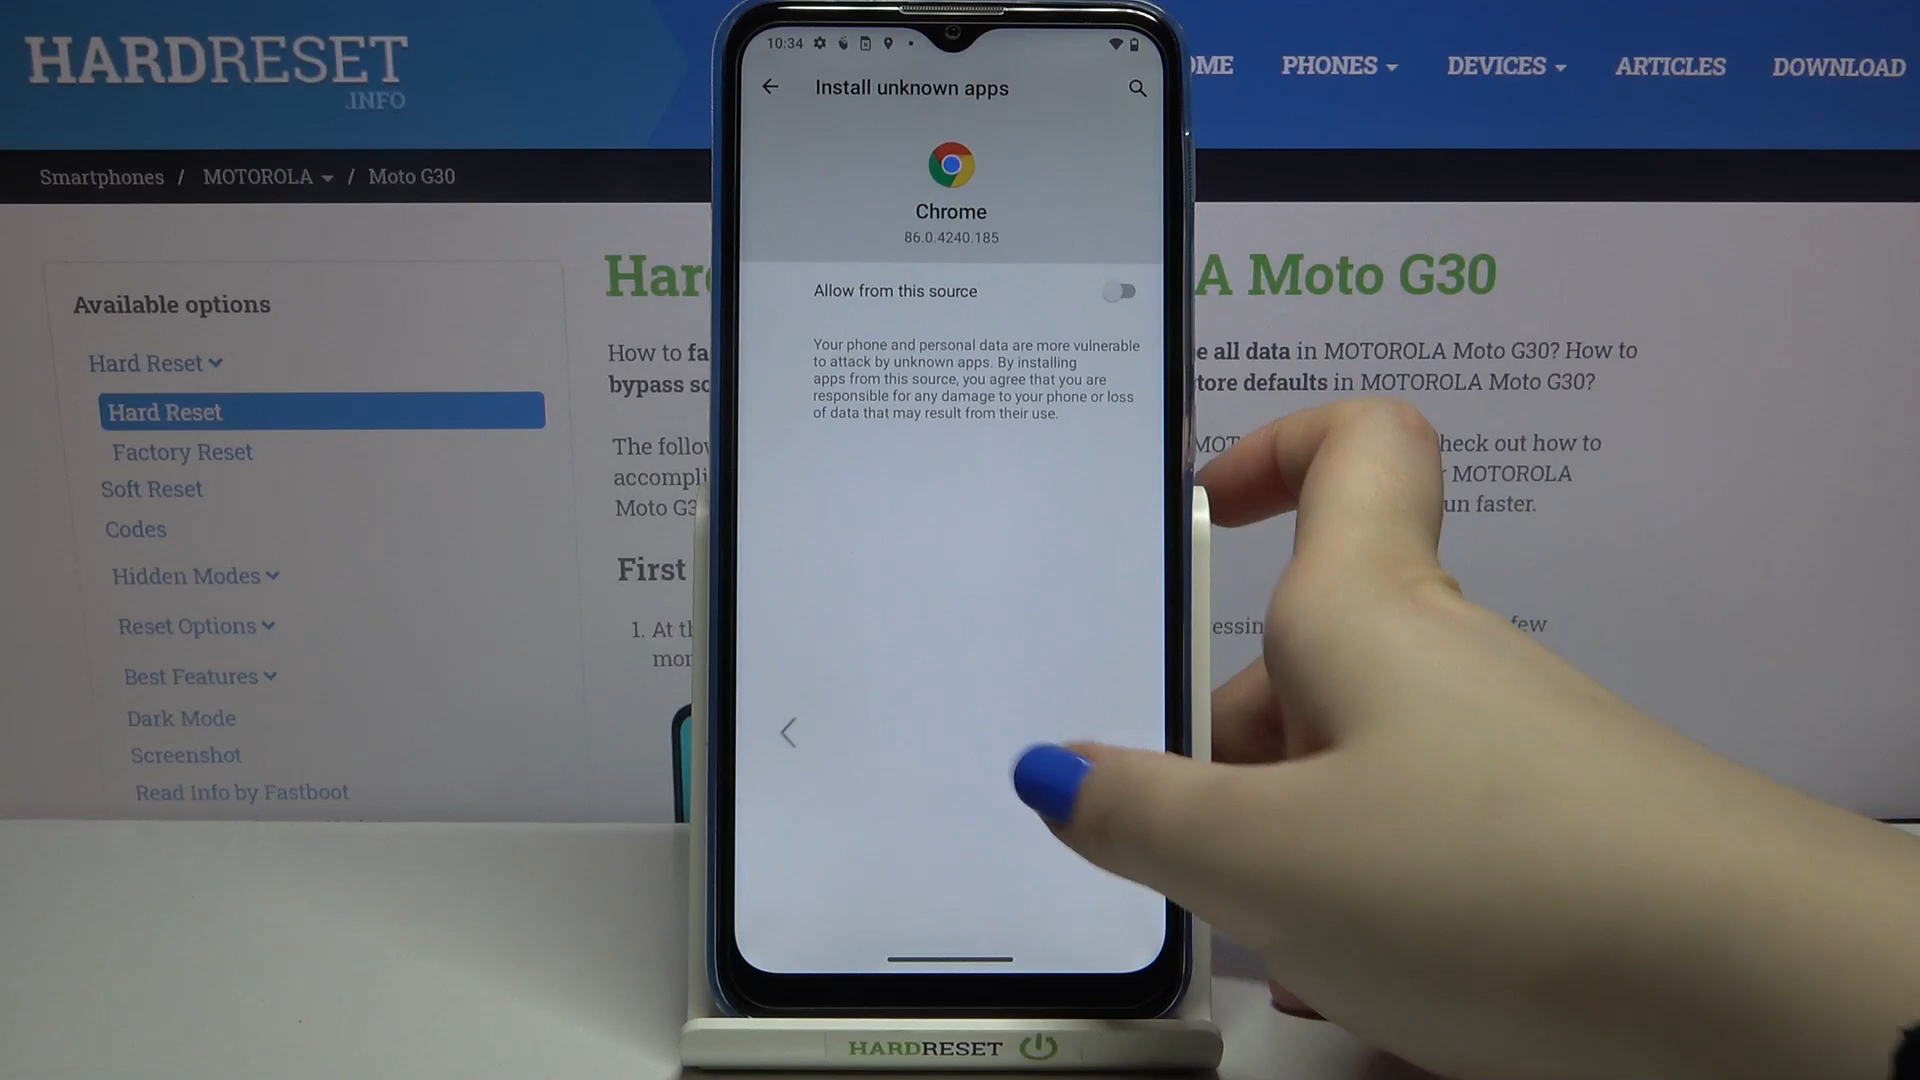 HARDRESET
.INFO
OME PHONES DEVICES ARTICLES DOWNLOAD
Smartphones / MOTOROLA / Moto G30
Available options
Hard Reset
Hard Reset
Factory Reset
Soft Reset
Codes
Hidden Modes
Reset Options
Best Features
Dark Mode
Screenshot
Read Info by Fastboot
10:34
Install unknown apps
Chrome
86.0.4240.185
Allow from this source
Your phone and personal data are more vulnerable
to attack by unknown apps. By installing
apps from this source, you agree that you are
responsible for any damage to your phone or loss
of data that may result from their use.
Har A Moto G30
How to fa e all data in MOTOROLA Moto G30? How to
bypass sc tore defaults in MOTOROLA Moto G30?
The follo MOT heck out how to
accompli MOTOROLA
Moto G3 un faster.
First
1. At th essin few
mor
HARDRESET